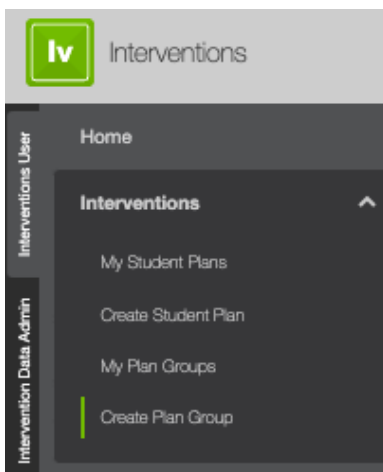 Iv
Interventions
Interventions User
Intervention Data Admin
Home
Interventions
My Student Plans
Create Student Plan
My Plan Groups
Create Plan Group